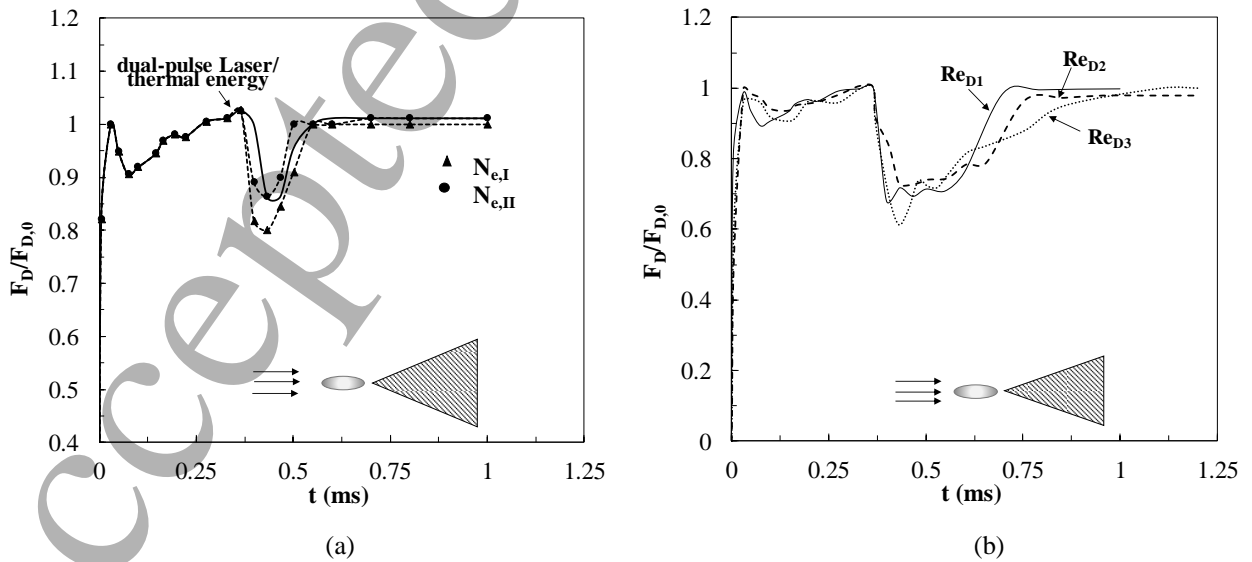 ccepted
1.2
1.1
1
0.9
0.8
0.7
0.6
0.5
0.4
F_D/F_D,0
dual-pulse Laser/
thermal energy
N_e,I
N_e,II
0 0.25 0.5 0.75 1 1.25
t (ms)
(a)
1.2
1
0.8
0.6
0.4
0.2
0
F_D/F_D,0
Re_D1
Re_D2
Re_D3
0 0.25 0.5 0.75 1 1.25
t (ms)
(b)